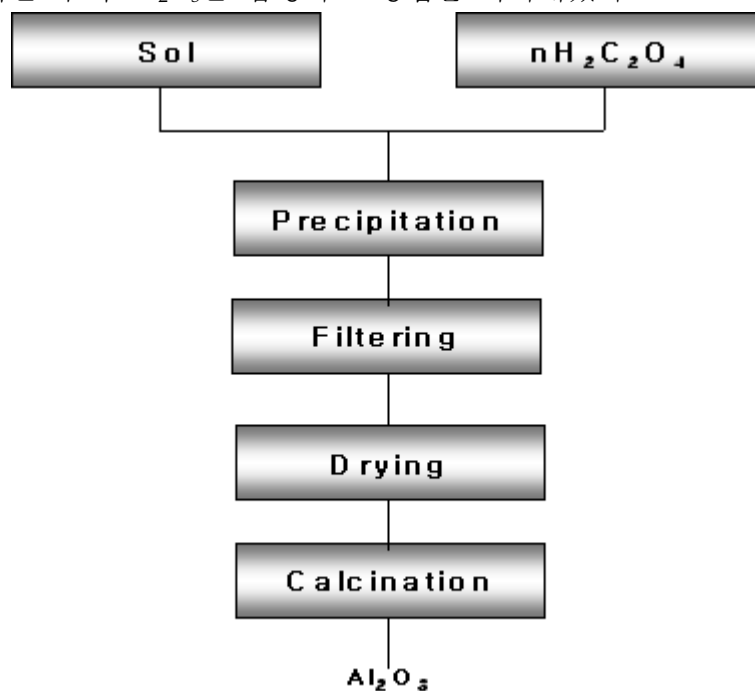 Sol nH₂C₂O₄
Precipitation
Filtering
Drying
Calcination
Al₂O₃